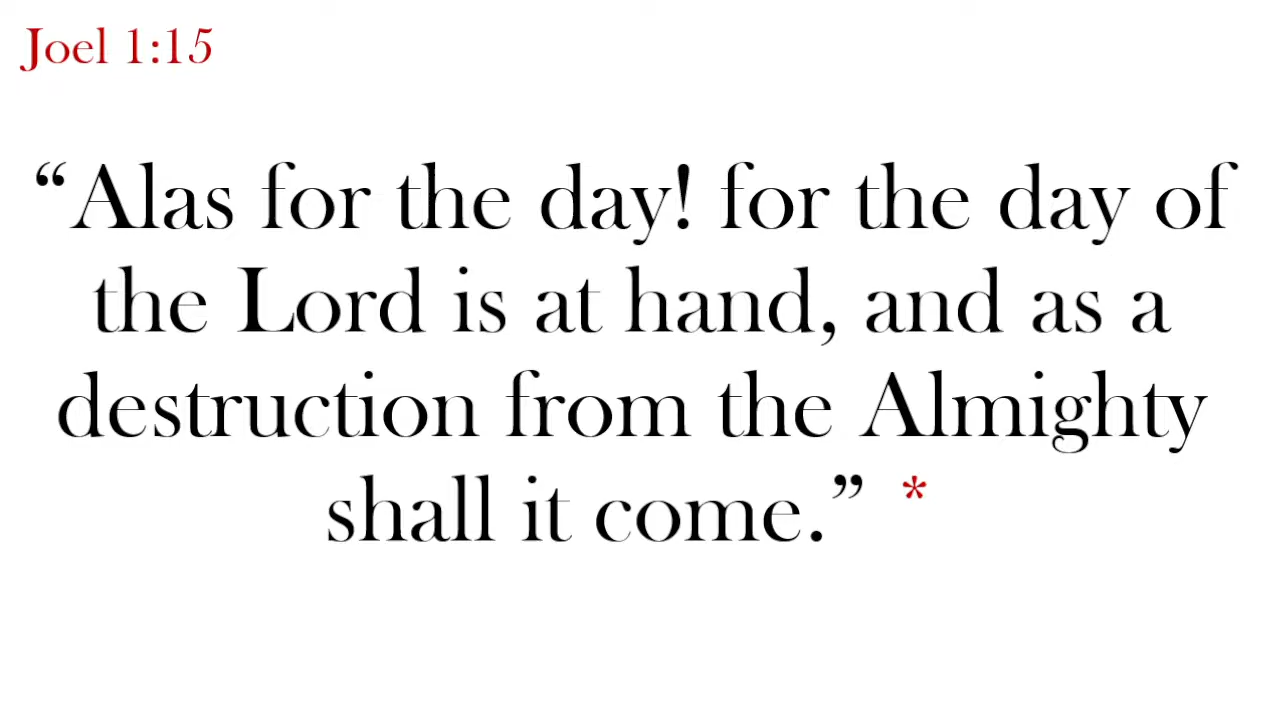 Joel 1:15
“Alas for the day! for the day of
the Lord is at hand, and as a
destruction from the Almighty
shall it come.” *